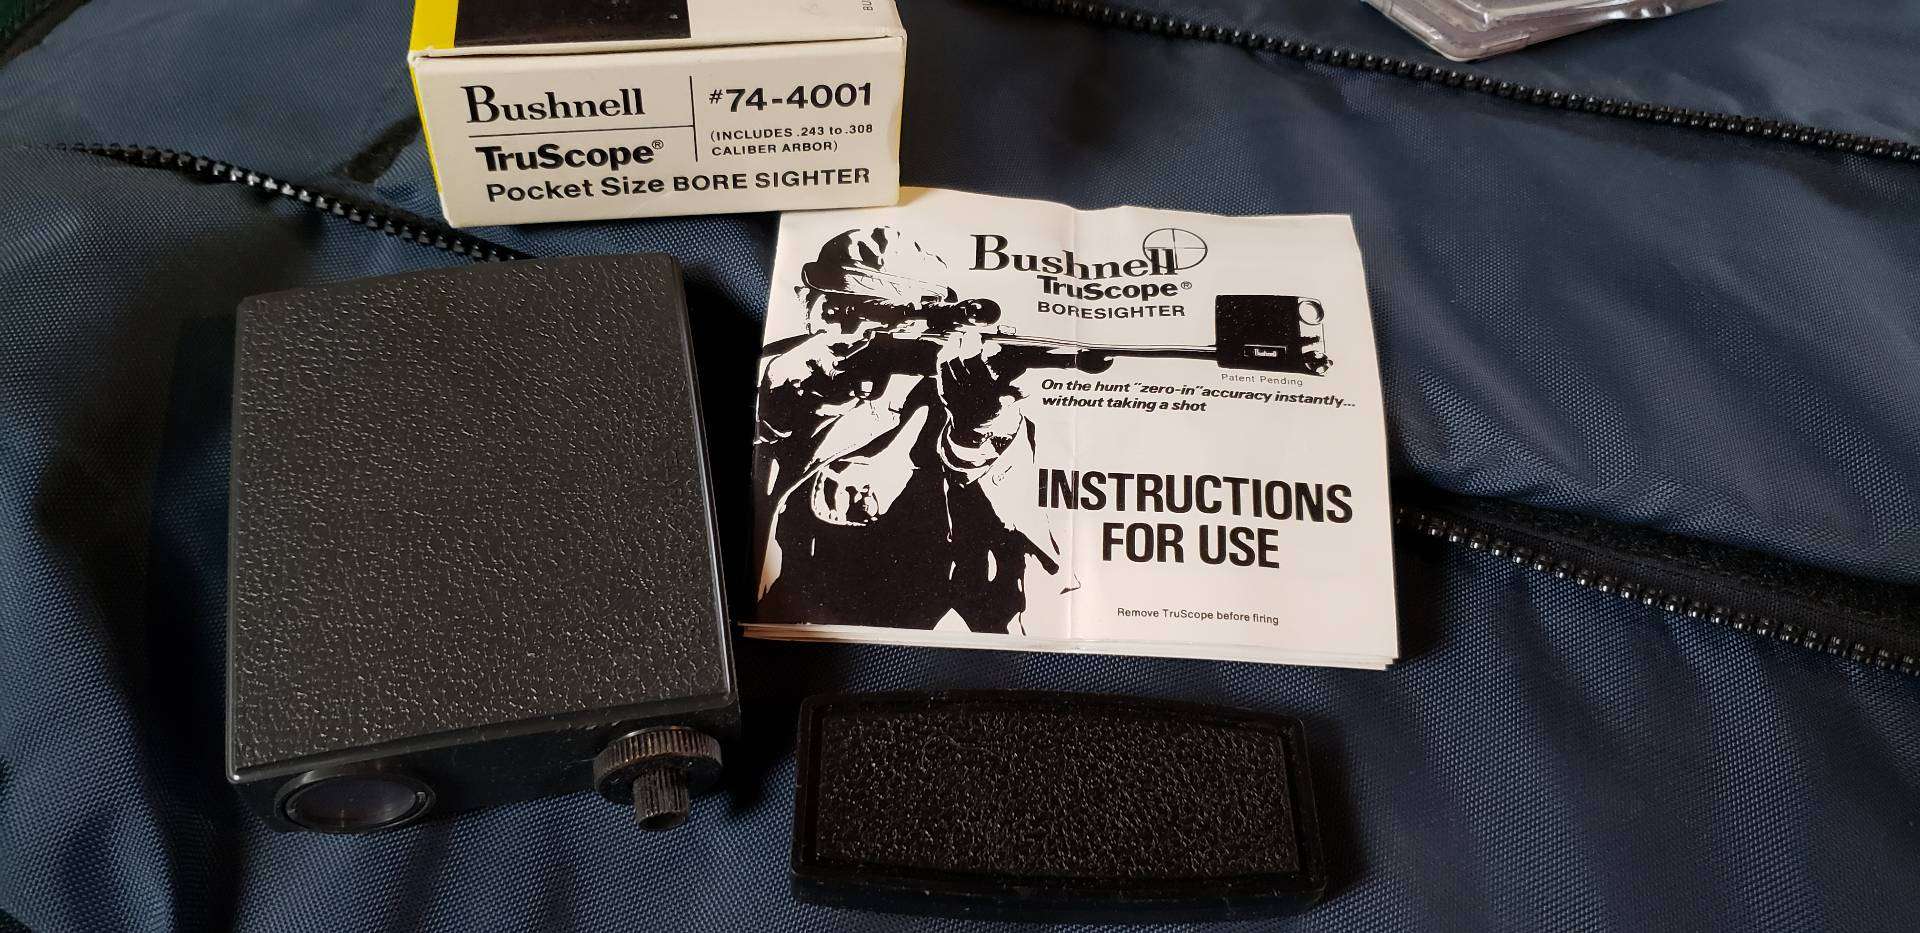 Bushnell
TruScope®
#74-4001
(INCLUDES .243 to .308
CALIBER ARBOR)
Pocket Size BORE SIGHTER
Bushnell
TruScope®
BORESIGHTER
Bushnell
Patent Pending
On the hunt "zero-in" accuracy instantly...
without taking a shot
INSTRUCTIONS
FOR USE
Remove TruScope before firing